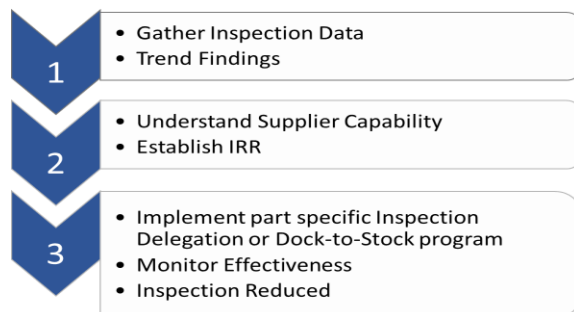 1
• Gather Inspection Data
• Trend Findings
2
• Understand Supplier Capability
• Establish IRR
3
• Implement part specific Inspection
Delegation or Dock-to-Stock program
• Monitor Effectiveness
• Inspection Reduced